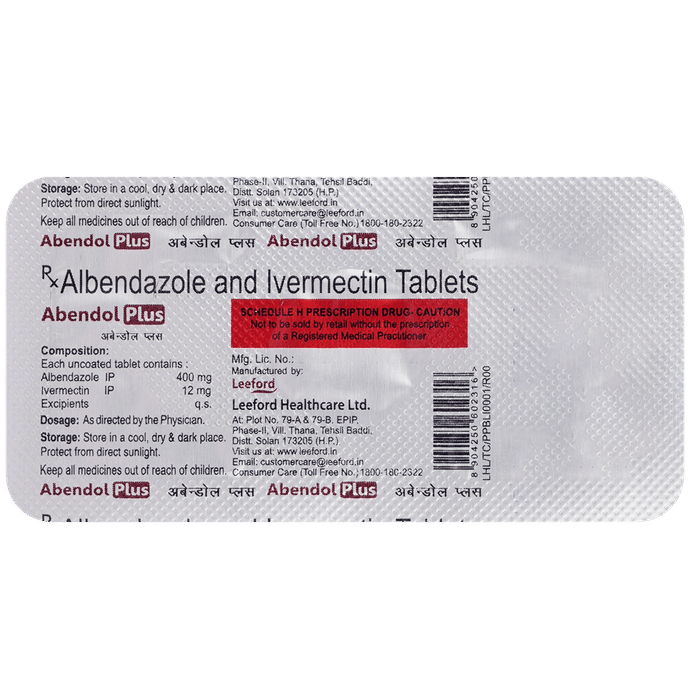 Storage: Store in a cool, dry & dark place.
Protect from direct sunlight.
Keep all medicines out of reach of children.
Phase-II, Vill. Thana, Tehsil Baddi,
Distt. Solan 173205 (H.P.)
Visit us at: www.leeford.in
Email: customercare@leeford.in
Consumer Care (Toll Free No.) 1800-180-2322
8 904250
LHL/TC/PP
Abendol Plus अबेन्डोल प्लस Abendol Plus अबेन्डोल प्लस
Rx Albendazole and Ivermectin Tablets
Abendol Plus
अबेन्डोल प्लस
SCHEDULE H PRESCRIPTION DRUG- CAUTION
Not to be sold by retail without the prescription
of a Registered Medical Practitioner.
Composition:
Each uncoated tablet contains :
Albendazole IP 400 mg
Ivermectin IP 12 mg
Excipients q.s.
Dosage: As directed by the Physician.
Storage: Store in a cool, dry & dark place.
Protect from direct sunlight.
Keep all medicines out of reach of children.
Mfg. Lic. No.:
Manufactured by:
Leeford
Leeford Healthcare Ltd.
At: Plot No. 79-A & 79-B, EPIP,
Phase-II, Vill. Thana, Tehsil Baddi,
Distt. Solan 173205 (H.P.)
Visit us at: www.leeford.in
Email: customercare@leeford.in
Consumer Care (Toll Free No.) 1800-180-2322
8 904250 602316 >
LHL/TC/PPBLI0001/R00
Abendol Plus अबेन्डोल प्लस Abendol Plus अबेन्डोल प्लस